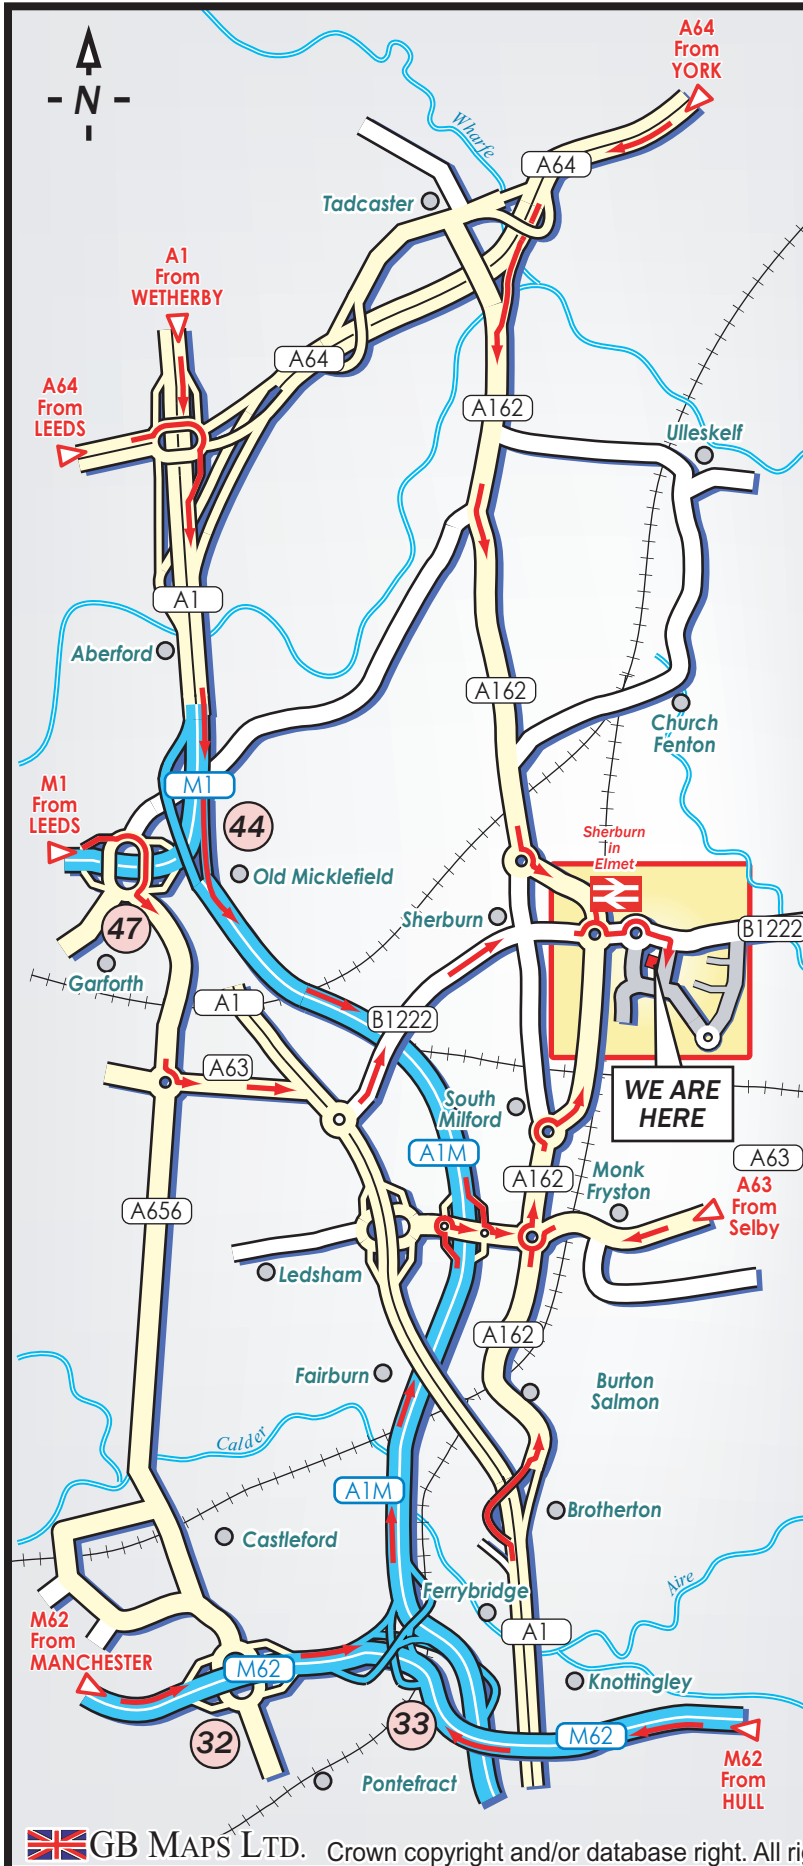 A64
From
YORK
N
Wharfe
A64
Tadcaster
A1
From
WETHERBY
A64
A64
From
LEEDS
A162
Ulleskelf
A1
Aberford
A162
Church
Fenton
M1
M1
From
LEEDS
44
Sherburn
in
Elmet
Old Micklefield
Sherburn
47
B1222
Garforth
A1
B1222
A63
WE ARE
HERE
South
Milford
A1M
A63
Monk
Fryston
A162
A63
From
Selby
A656
Ledsham
A162
Fairburn
Burton
Salmon
Calder
A1M
Brotherton
Castleford
Ferrybridge
Aire
M62
From
MANCHESTER
A1
M62
Knottingley
33
32
M62
M62
From
HULL
Pontefract
GB MAPS LTD.
Crown copyright and/or database right. All rig